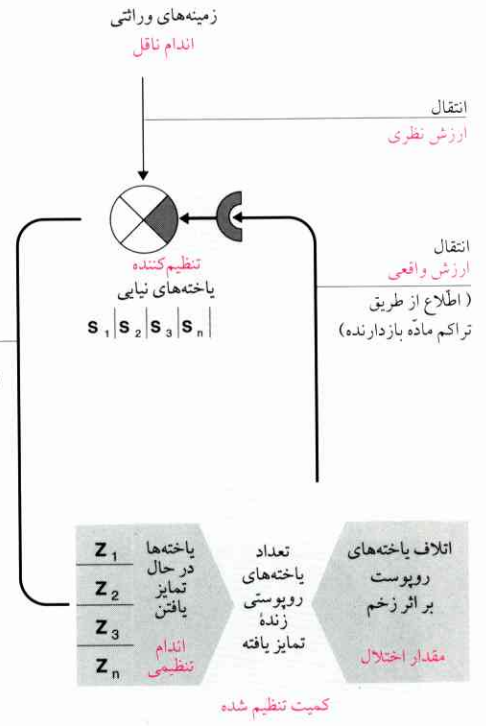 زمینه‌های وراثتی
اندام ناقل
انتقال
ارزش نظری
انتقال
ارزش واقعی
(اطّلاع از طریق
تراکم مادّه بازدارنده)
تنظیم‌کننده
یاخته‌های نیایی
S₁|S₂|S₃|Sₙ|
اتلاف یاخته‌های
روپوست
بر اثر زخم
مقدار اختلال
تعداد
یاخته‌های
روپوستی
زندهٔ
تمایز یافته
یاخته‌ها
در حال
تمایز
یافتن
اندام
تنظیمی
Z₁
Z₂
Z₃
Zₙ
کمیت تنظیم شده